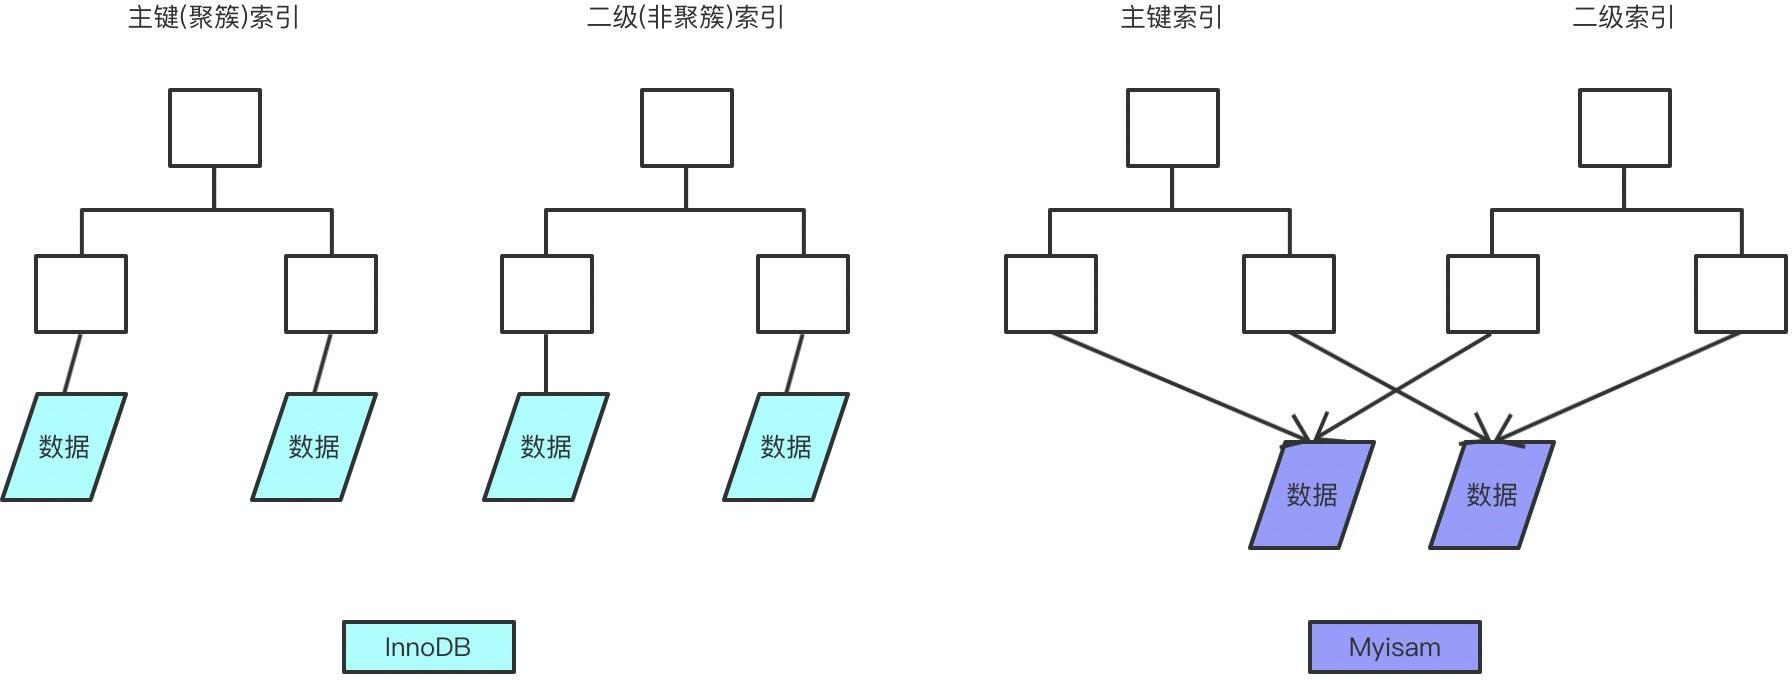 主键(聚簇)索引
二级(非聚簇)索引
主键索引
二级索引
数据
数据
数据
数据
数据
数据
InnoDB
Myisam